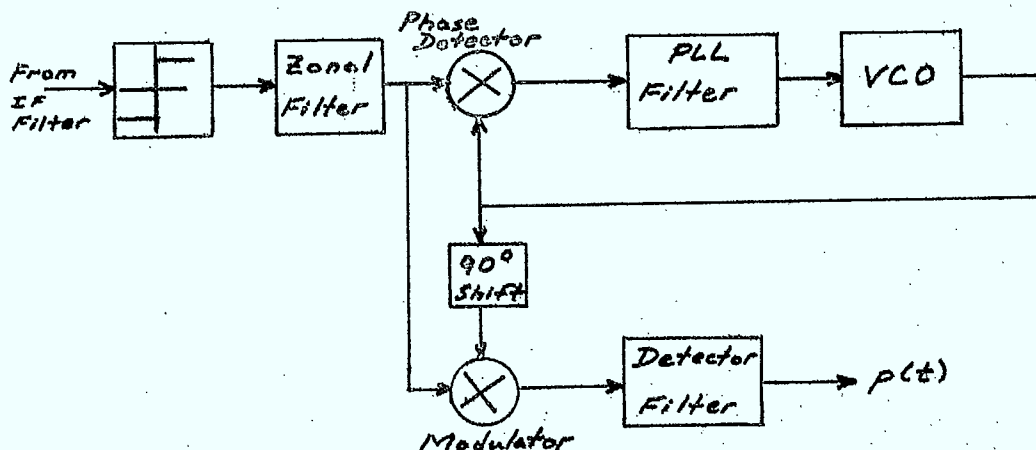 From
IF
Filter
Zonal
Filter
Phase
Detector
PLL
Filter
VCO
90°
Shift
Modulator
Detector
Filter
p(t)